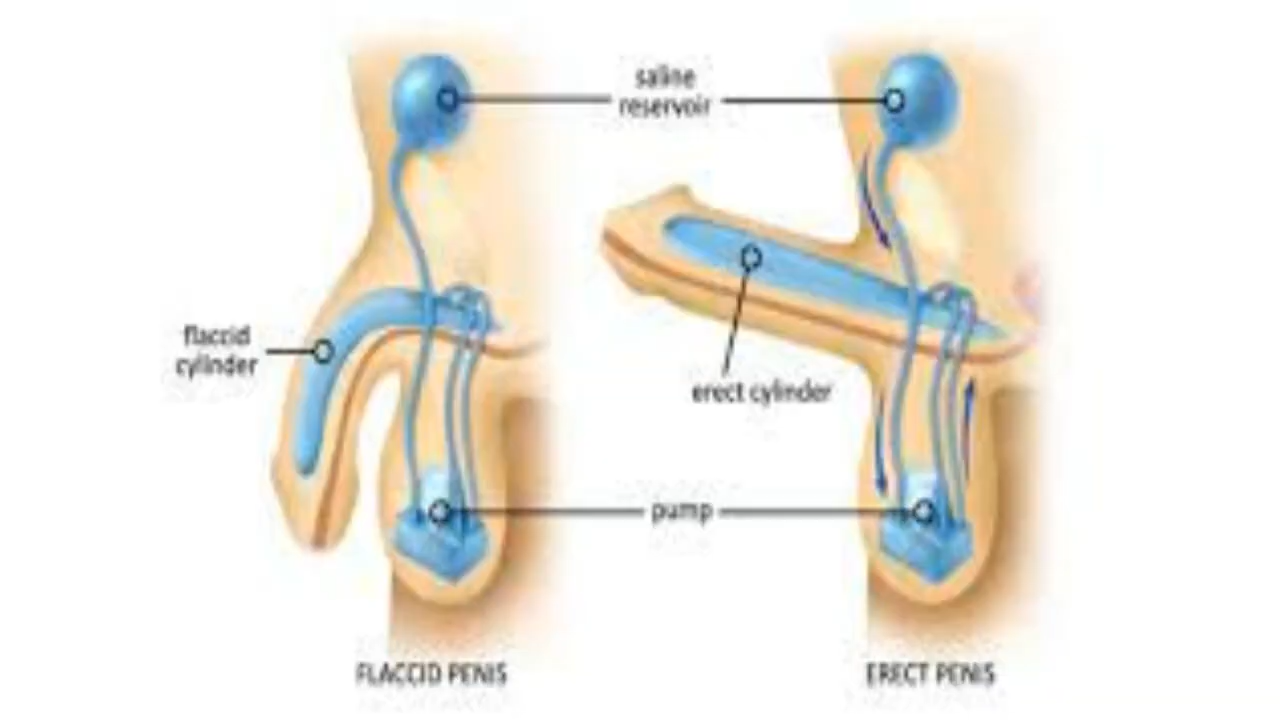 saline
reservoir
flaccid
cylinder
erect cylinder
pump
FLACCID PENIS
ERECT PENIS